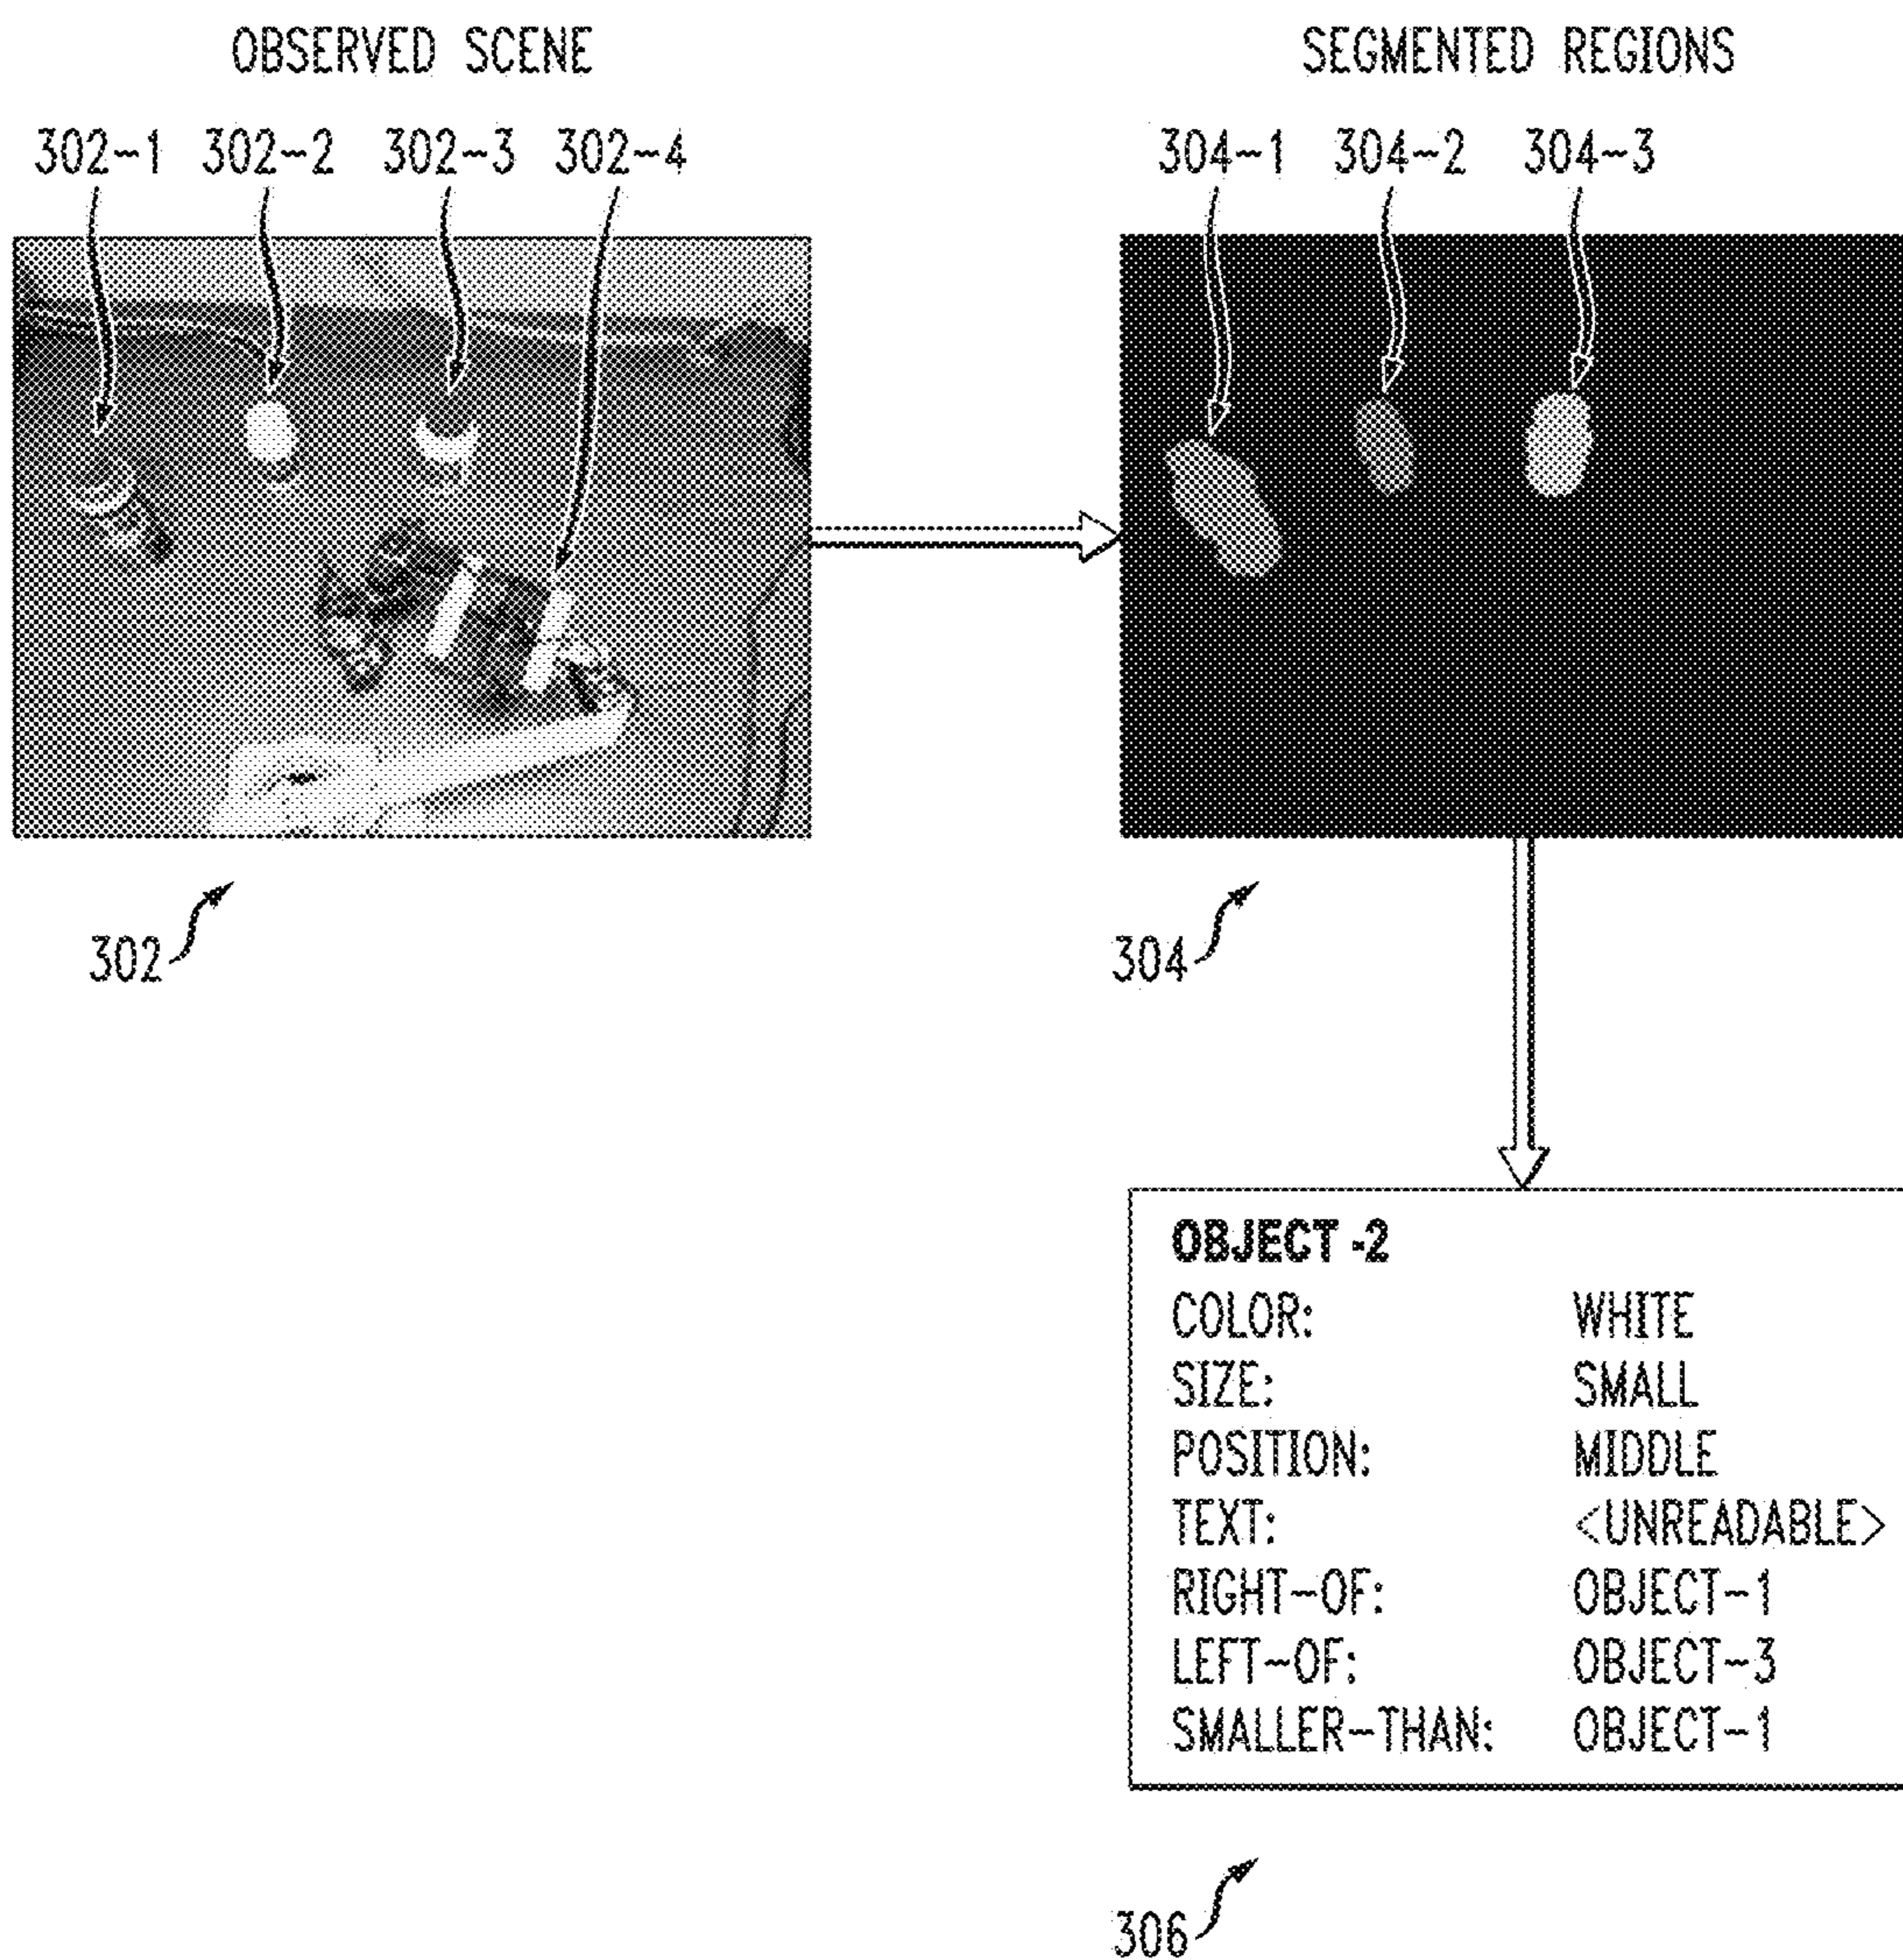 OBSERVED SCENE
SEGMENTED REGIONS
302-1 302-2 302-3 302-4
304-1 304-2 304-3
302
304
OBJECT-2
COLOR: WHITE
SIZE: SMALL
POSITION: MIDDLE
TEXT: <UNREADABLE>
RIGHT-OF: OBJECT-1
LEFT-OF: OBJECT-3
SMALLER-THAN: OBJECT-1
306